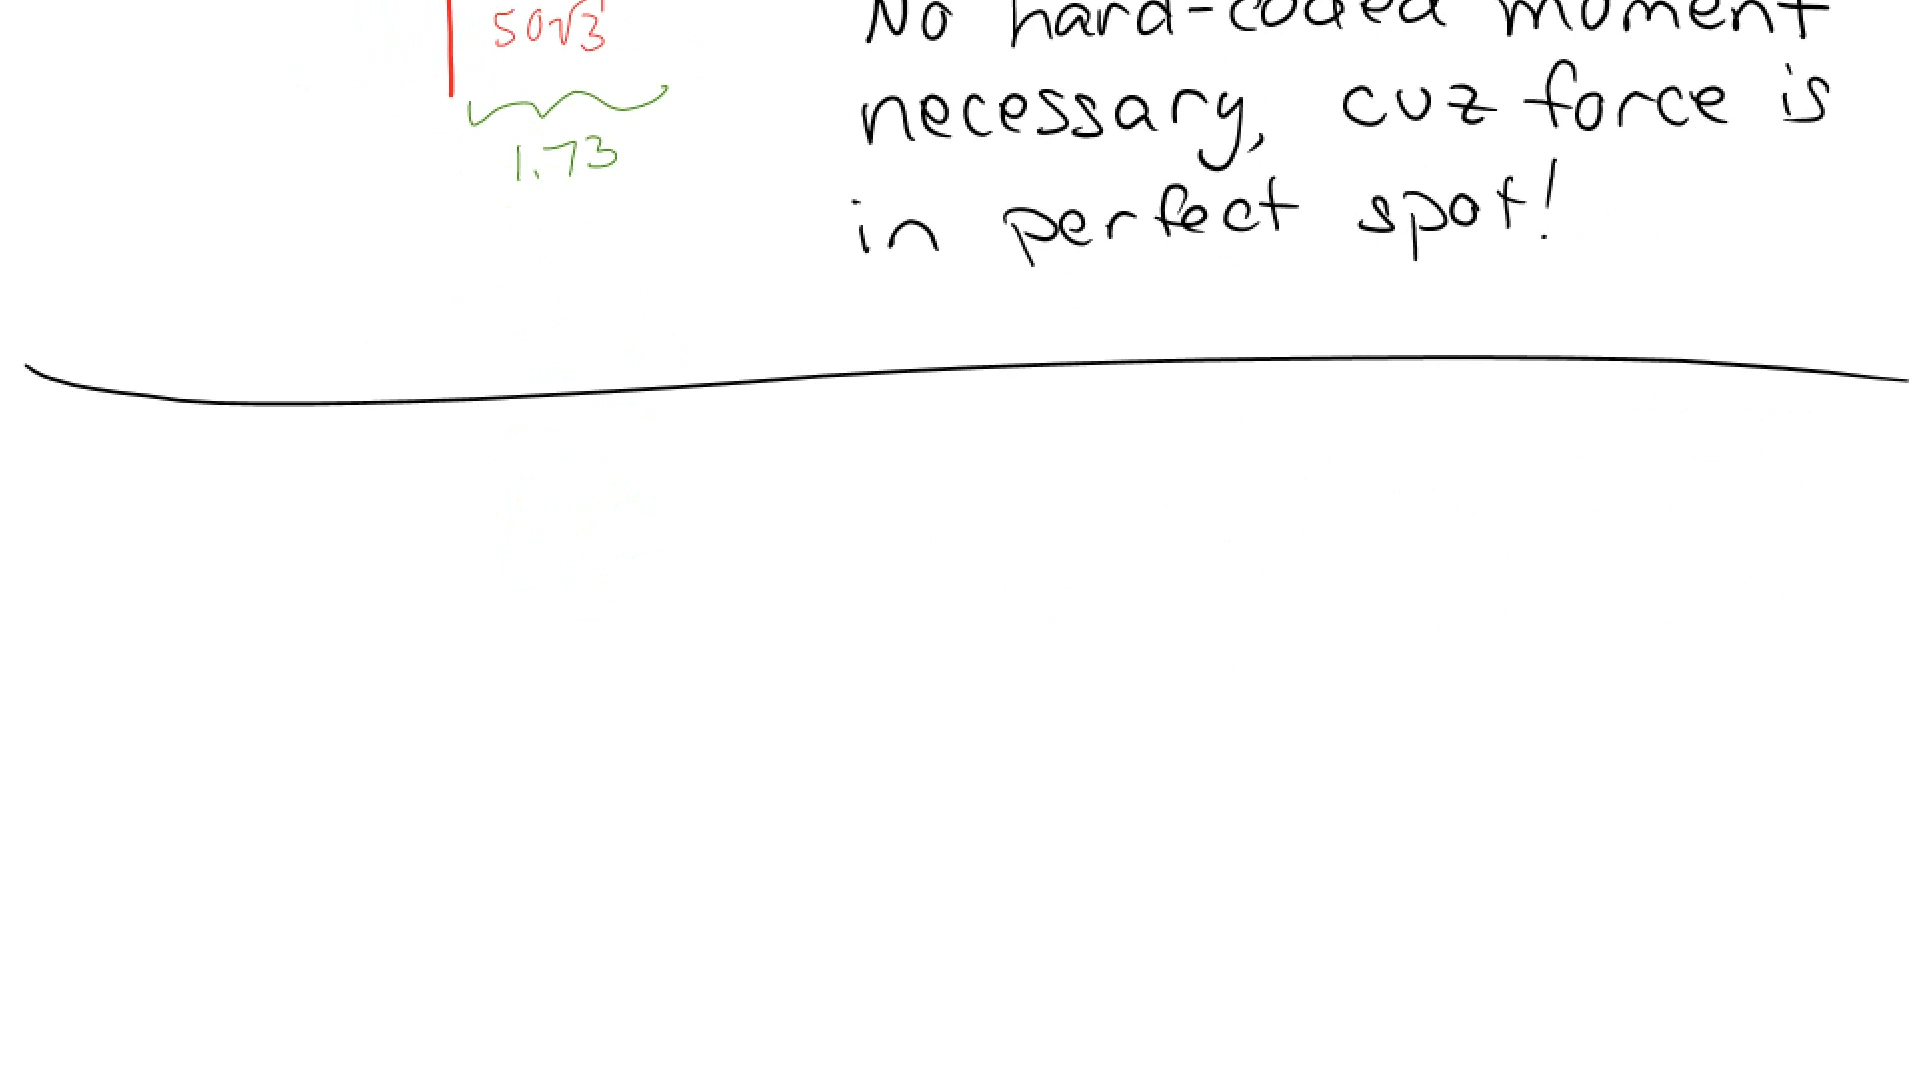 50√3
1.73
No hard-coded moment
necessary, cuz force is
in perfect spot!